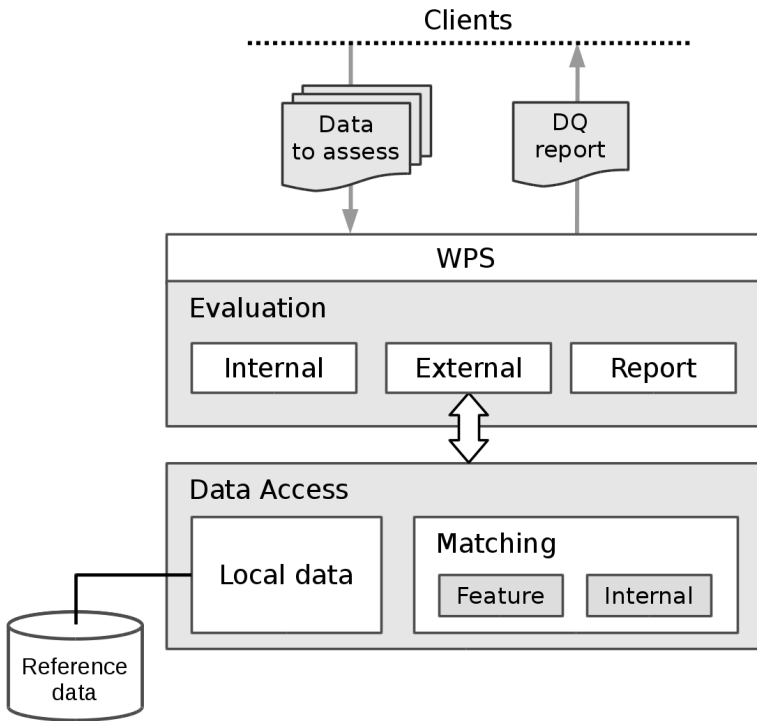 Clients
Data
to assess
DQ
report
WPS
Evaluation
Internal
External
Report
Data Access
Local data
Matching
Feature
Internal
Reference
data